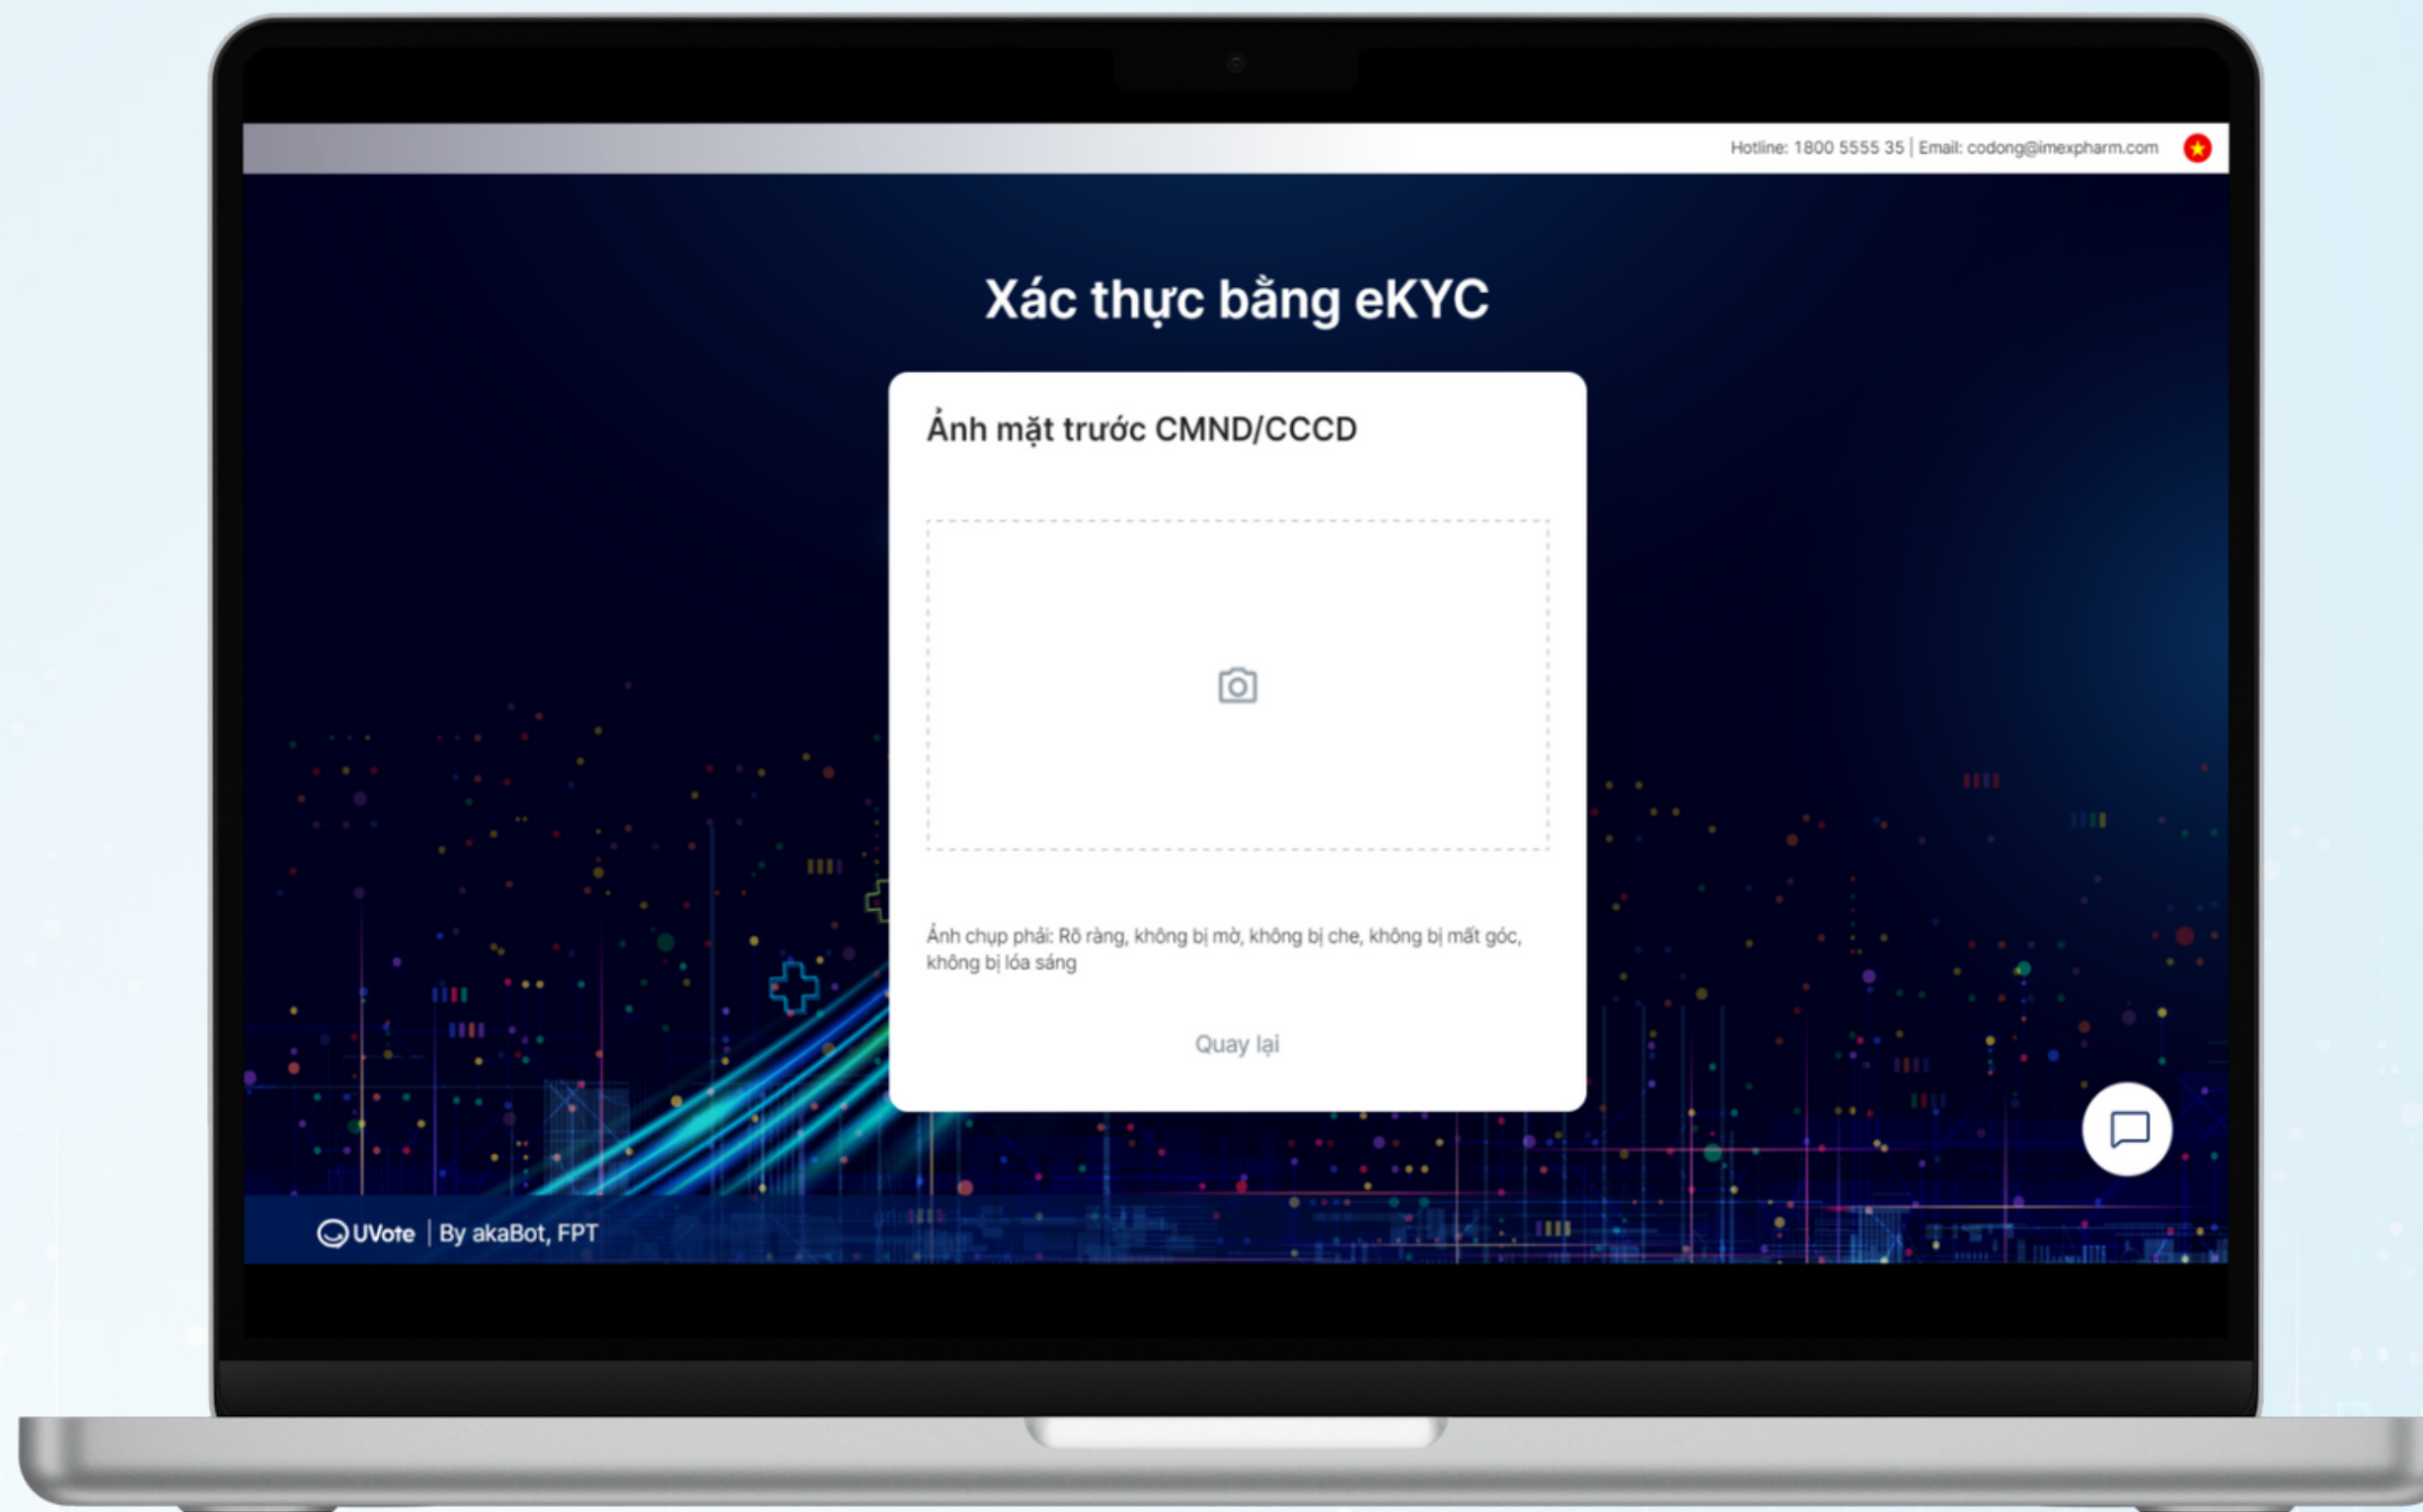 Hotline: 1800 5555 35 | Email: codong@imexpharm.com
Xác thực bằng eKYC
Ảnh mặt trước CMND/CCCD
Ảnh chụp phải: Rõ ràng, không bị mờ, không bị che, không bị mất góc,
không bị lóa sáng
Quay lại
UVote | By akaBot, FPT